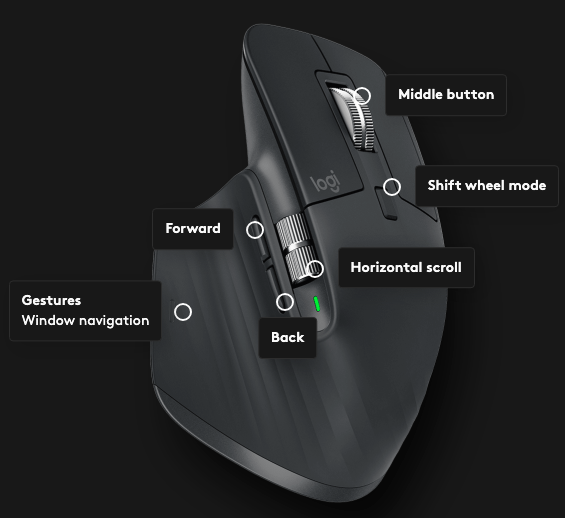 Middle button
logi
Shift wheel mode
Forward
Horizontal scroll
Gestures
Window navigation
Back